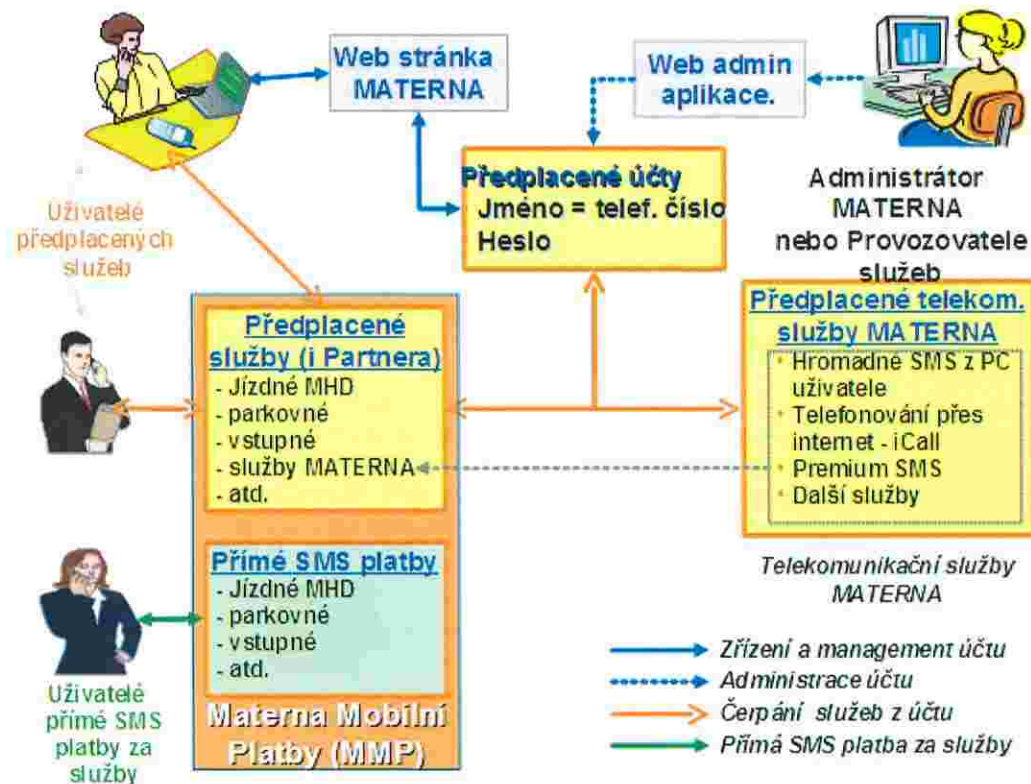 Web stránka
MATERNA
Web admin
aplikace.
Předplacené účty
Jméno = telef. číslo
Heslo
Administrátor
MATERNA
nebo Provozovatele
služeb
Uživatelé
předplacených
služeb
Předplacené
služby (i Partnera)
- Jízdné MHD
- parkovné
- vstupné
- služby MATERNA
- atd.
Předplacené telekom.
služby MATERNA
• Hromadné SMS z PC
uživatele
• Telefonování přes
internet - iCall
• Premium SMS
• Další služby
Telekomunikační služby
MATERNA
Přímé SMS platby
- Jízdné MHD
- parkovné
- vstupné
- atd.
Materna Mobilní
Platby (MMP)
Uživatelé
přímé SMS
platby za
služby
Zřízení a management účtu
Administrace účtu
Čerpání služeb z účtu
Přímá SMS platba za služby